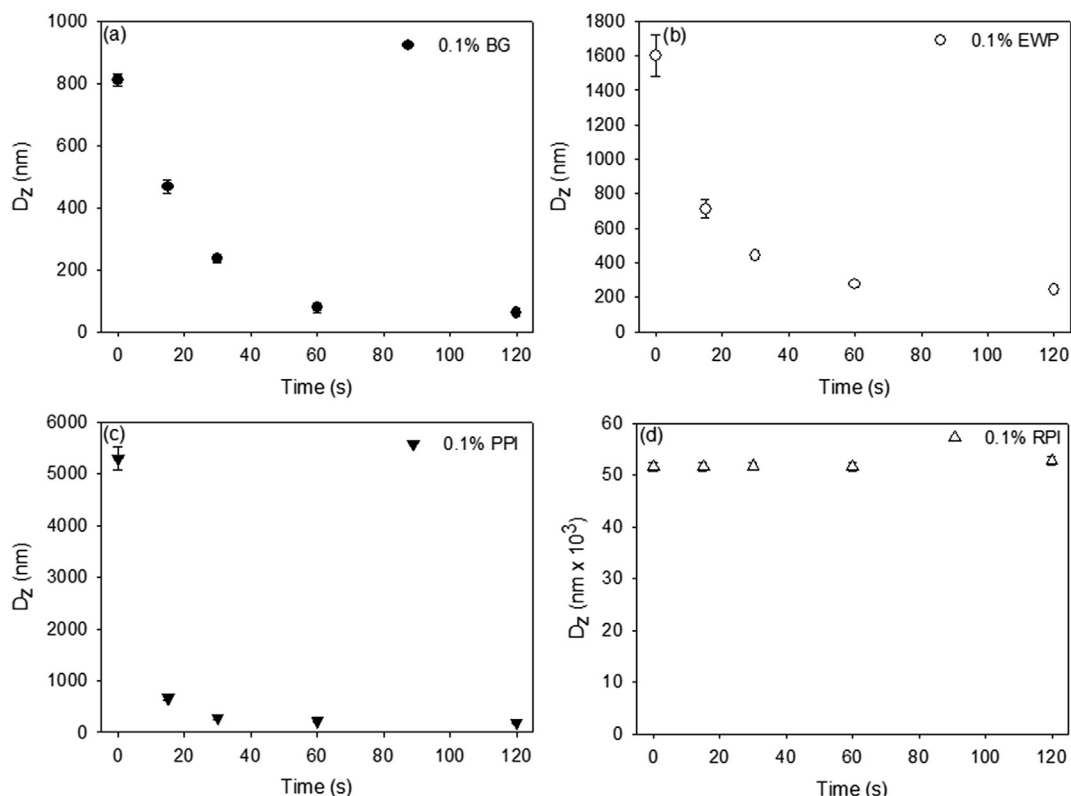 (a)
0.1% BG
1000
800
600
400
200
0
D_Z (nm)
0 20 40 60 80 100 120
Time (s)
(b)
0.1% EWP
1800
1600
1400
1200
1000
800
600
400
200
0
D_Z (nm)
0 20 40 60 80 100 120
Time (s)
(c)
0.1% PPI
6000
5000
4000
3000
2000
1000
0
D_Z (nm)
0 20 40 60 80 100 120
Time (s)
(d)
0.1% RPI
60
50
40
30
20
10
0
D_Z (nm x 10³)
0 20 40 60 80 100 120
Time (s)